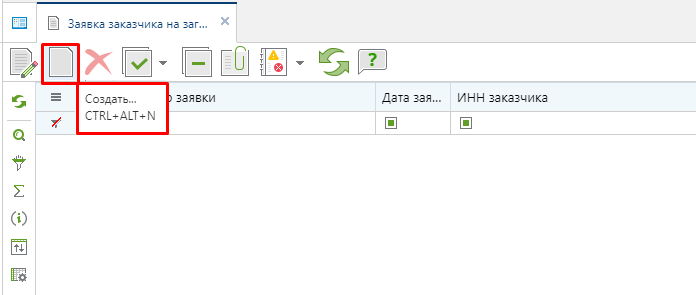 Заявка заказчика на заг...
Создать...
CTRL+ALT+N
заявки
Дата зая...
ИНН заказчика